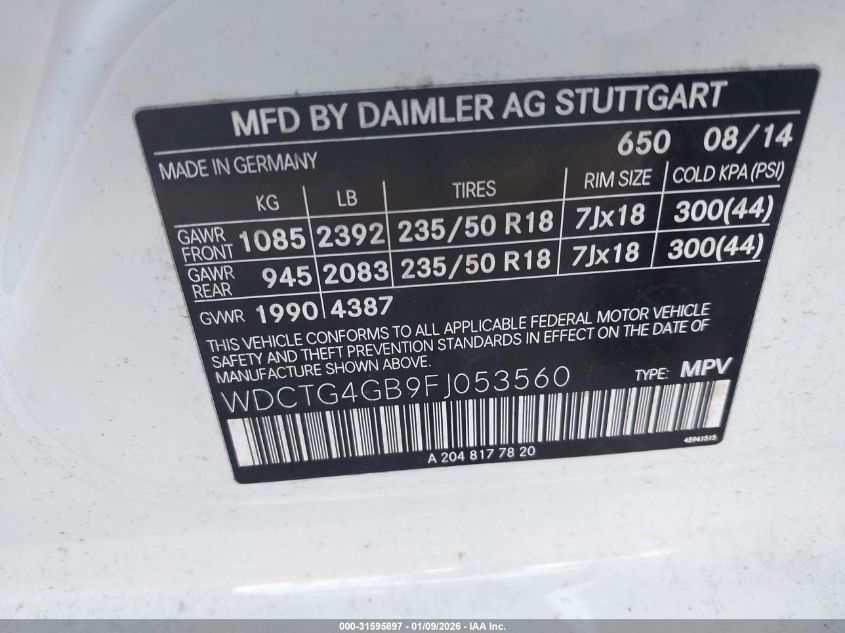 MFD BY DAIMLER AG STUTTGART
650 08/14
MADE IN GERMANY
KG LB TIRES RIM SIZE COLD KPA (PSI)
GAWR FRONT 1085 2392 235/50 R18 7Jx18 300(44)
GAWR REAR 945 2083 235/50 R18 7Jx18 300(44)
GVWR 1990 4387
THIS VEHICLE CONFORMS TO ALL APPLICABLE FEDERAL MOTOR VEHICLE
SAFETY AND THEFT PREVENTION STANDARDS IN EFFECT ON THE DATE OF
MANUFACTURE SHOWN ABOVE.
WDCTG4GB9FJ053560 TYPE: MPV
A 204 817 78 20 45941515
000-31595897 - 01/09/2026 - IAA Inc.